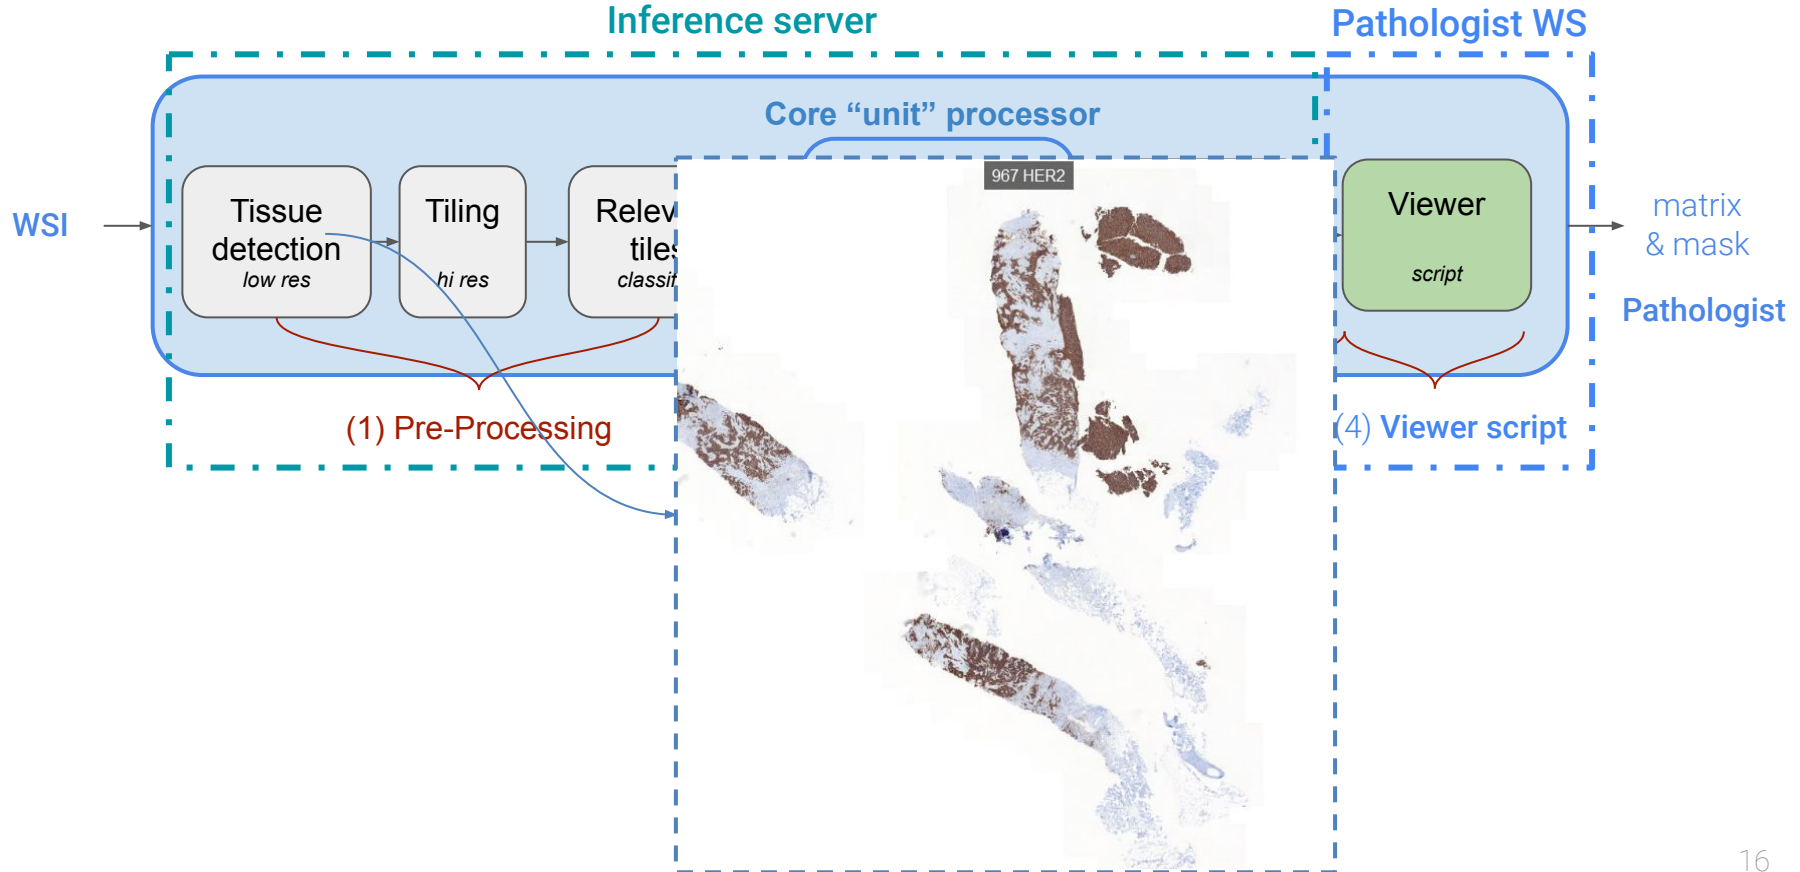 Inference server
Pathologist WS
Core “unit” processor
967 HER2
WSI
Tissue
detection
low res
Tiling
hi res
Viewer
script
matrix
& mask
Pathologist
(1) Pre-Processing
(4) Viewer script
16